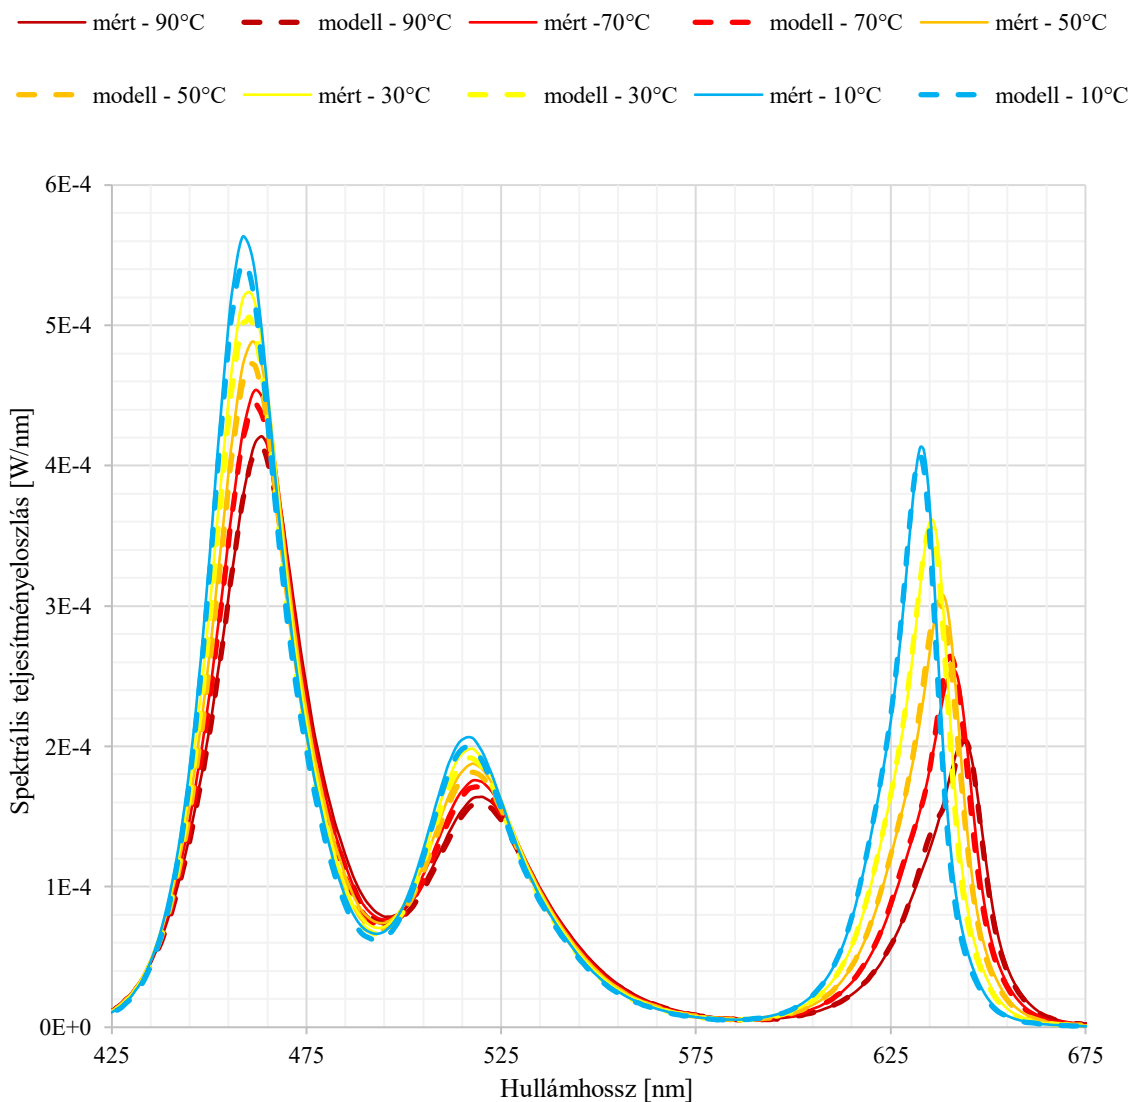 mért - 90°C modell - 90°C mért -70°C modell - 70°C mért - 50°C
modell - 50°C mért - 30°C modell - 30°C mért - 10°C modell - 10°C
6E-4
5E-4
4E-4
3E-4
2E-4
1E-4
0E+0
Spektrális teljesítményeloszlás [W/nm]
425 475 525 575 625 675
Hullámhossz [nm]